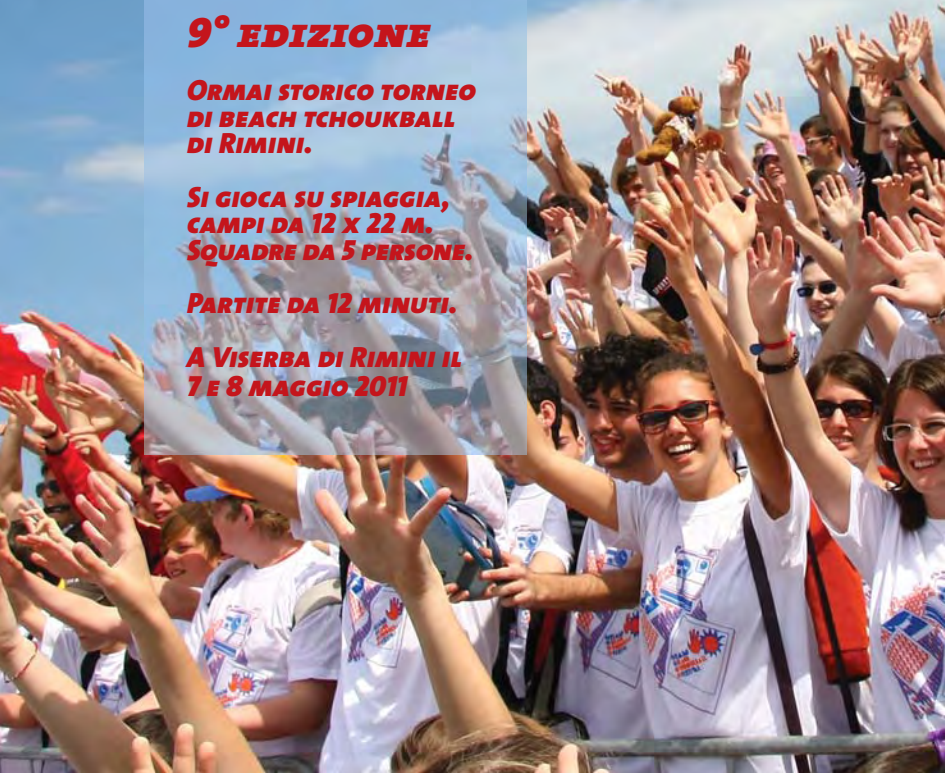 9° EDIZIONE
ORMAI STORICO TORNEO
DI BEACH TCHOUKBALL
DI RIMINI.
SI GIOCA SU SPIAGGIA,
CAMPI DA 12 X 22 M.
SQUADRE DA 5 PERSONE.
PARTITE DA 12 MINUTI.
A VISERBA DI RIMINI IL
7 E 8 MAGGIO 2011